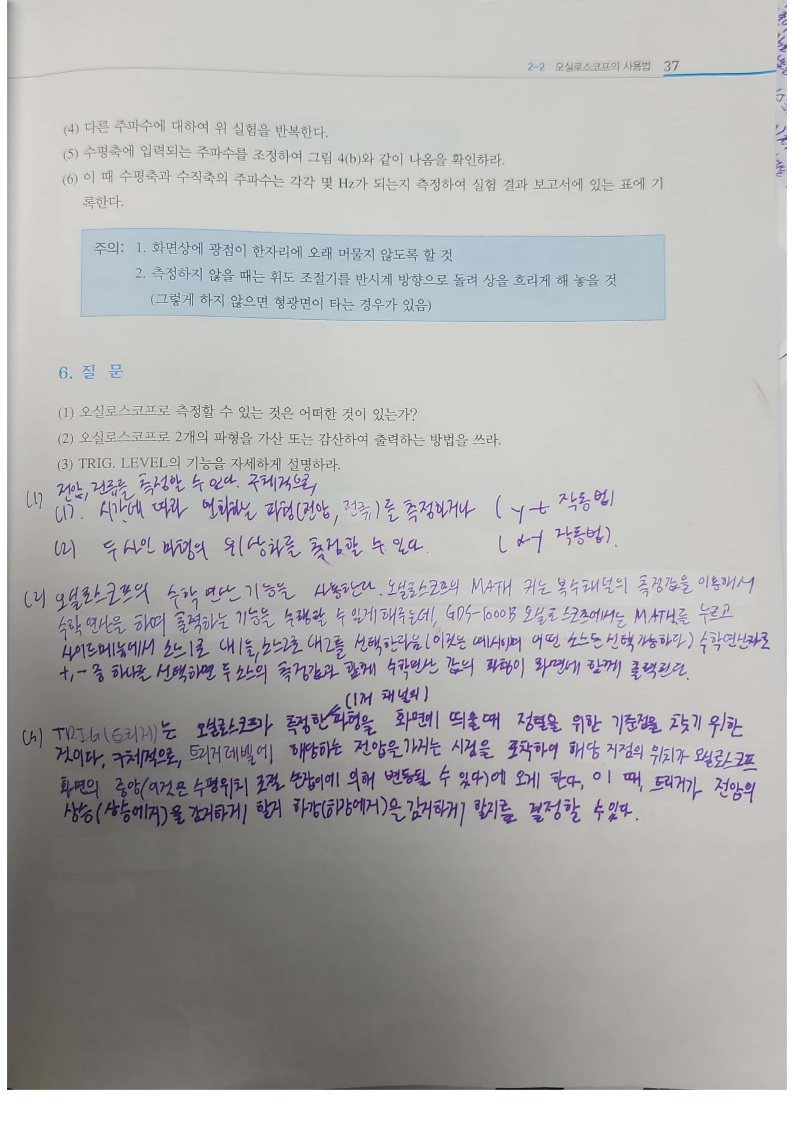 2-2 오실로스코프의 사용법 37
(4) 다른 주파수에 대하여 위 실험을 반복한다.
(5) 수평축에 입력되는 주파수를 조정하여 그림 4(b)와 같이 나옴을 확인하라.
(6) 이 때 수평축과 수직축의 주파수는 각각 몇 Hz가 되는지 측정하여 실험 결과 보고서에 있는 표에 기
록한다.
주의: 1. 화면상에 광점이 한자리에 오래 머물지 않도록 할 것
2. 측정하지 않을 때는 휘도 조절기를 반시계 방향으로 돌려 상을 흐리게 해 놓을 것
(그렇게 하지 않으면 형광면이 타는 경우가 있음)
6. 질 문
(1) 오실로스코프로 측정할 수 있는 것은 어떠한 것이 있는가?
(2) 오실로스코프로 2개의 파형을 가산 또는 감산하여 출력하는 방법을 쓰라.
(3) TRIG. LEVEL의 기능을 자세하게 설명하라.
(1) 전압, 전류를 측정할 수 있다. 구체적으로,
(1). 시간에 따라 변화하는 파형(전압, 전류)를 측정하거나 (y-t 작동법)
(2) 두 사인 파형의 위상차를 측정할 수 있다. (x-y 작동법).
(2) 오실로스코프의 수학 연산 기능을 사용한다. 오실로스코프의 MATH 키는 복수채널의 측정값을 이용해서
수학 연산을 하여 출력하는 기능을 수행할 수 있게 해주는데, GDS-1000B 오실로스코프에서는 MATH를 누르고
사이드메뉴에서 소스1로 ch1을, 소스2로 ch2를 선택한다음(이것은 예시이며 어떤 소스든 선택 가능하다) 수학연산자로
+, - 중 하나를 선택하면 두 소스의 측정값과 함께 수학연산 값의 파형이 화면에 함께 출력된다.
(1개 채널의)
(3) TRIG(트리거)는 오실로스코프가 측정한 파형을 화면에 띄울 때 정렬을 위한 기준점을 찾기 위한
것이다. 구체적으로, 트리거레벨에 해당하는 전압을 가지는 시점을 포착하여 해당 지점의 위치가 오실로스코프
화면의 중앙(이것은 수평위치 조절 손잡이에 의해 변동될 수 있다)에 오게 한다. 이 때, 트리거가 전압의
상승(상승에지)을 감지하게 할지 하강(하강에지)을 감지하게 할지를 결정할 수 있다.